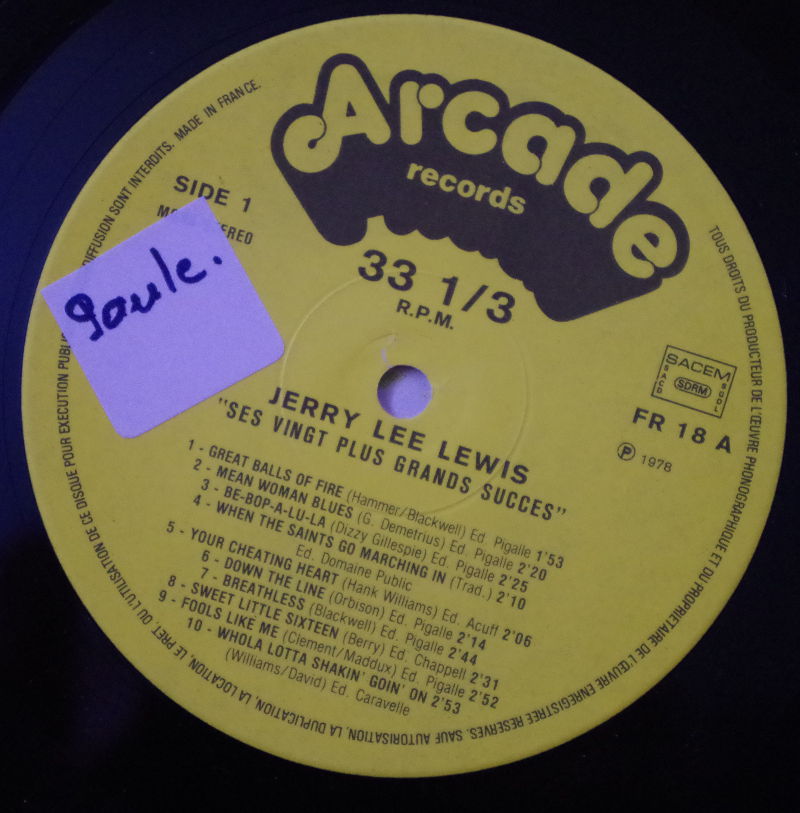 Arcade
records
SIDE 1
33 1/3
R.P.M.
SACEM
SACD
SDRM
SGDL
FR 18 A
℗ 1978
JERRY LEE LEWIS
"SES VINGT PLUS GRANDS SUCCES"
1 - GREAT BALLS OF FIRE (Hammer/Blackwell) Ed. Pigalle 1'53
2 - MEAN WOMAN BLUES (G. Demetrius) Ed. Pigalle 2'20
3 - BE-BOP-A-LU-LA (Dizzy Gillespie) Ed. Pigalle 2'25
4 - WHEN THE SAINTS GO MARCHING IN (Trad.) 2'10
Ed. Domaine Public
5 - YOUR CHEATING HEART (Hank Williams) Ed. Acuff 2'06
6 - DOWN THE LINE (Orbison) Ed. Pigalle 2'14
7 - BREATHLESS (Blackwell) Ed. Pigalle 2'44
8 - SWEET LITTLE SIXTEEN (Berry) Ed. Chappell 2'31
9 - FOOLS LIKE ME (Clement/Maddux) Ed. Pigalle 2'52
10 - WHOLA LOTTA SHAKIN' GOIN' ON 2'53
(Williams/David) Ed. Caravelle
TOUS DROITS DU PRODUCTEUR DE L'ŒUVRE PHONOGRAPHIQUE ET DU PROPRIETAIRE DE L'ŒUVRE ENREGISTREE RESERVES. SAUF AUTORISATION, LA DUPLICATION, LA LOCATION, LE PRET, OU L'UTILISATION DE CE DISQUE POUR EXECUTION DIFFUSION SONT INTERDITS. MADE IN FRANCE.